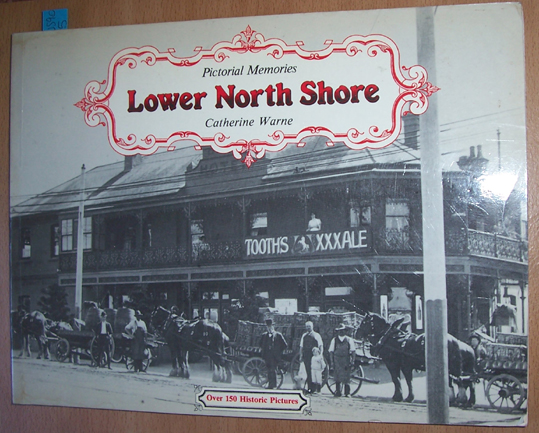 Pictorial Memories
Lower North Shore
Catherine Warne
TOOTHS XXXALE
Over 150 Historic Pictures